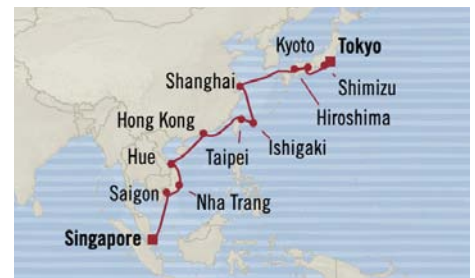 Kyoto Tokyo
Shanghai
Shimizu
Hiroshima
Hong Kong
Taipei Ishigaki
Hue
Saigon
Nha Trang
Singapore